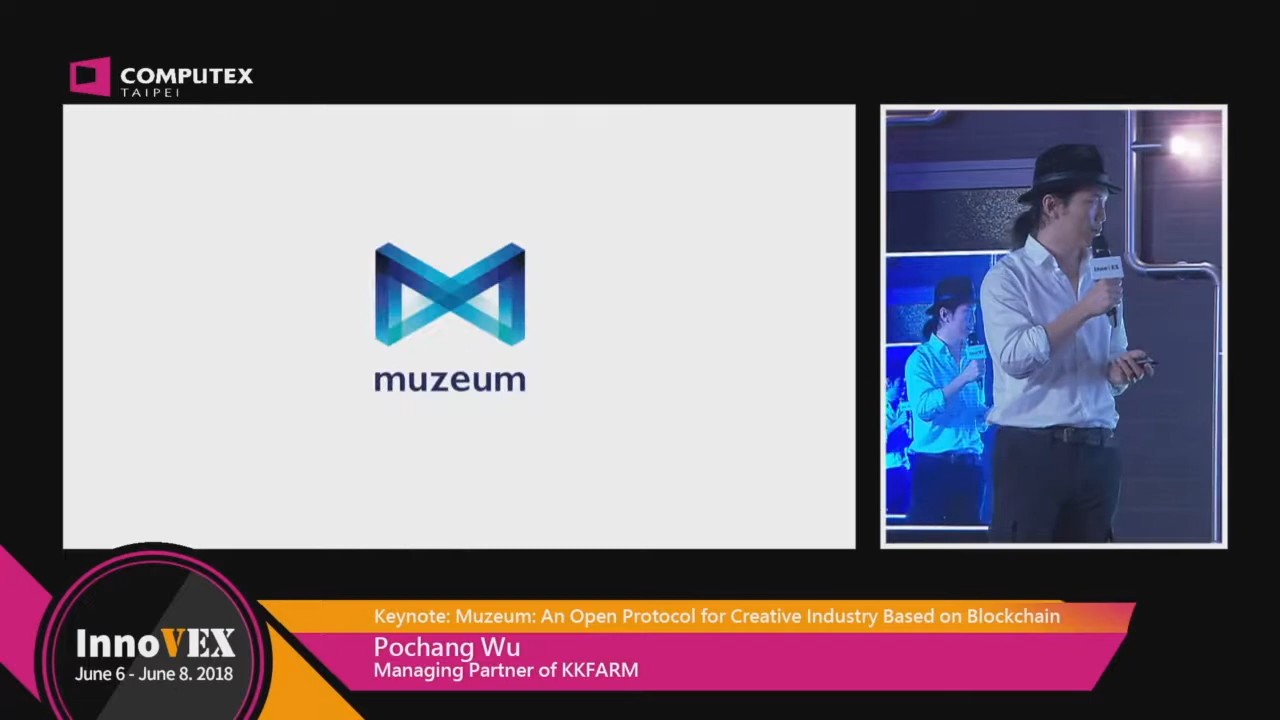 COMPUTEX
TAIPEI
muzeum
InnoVEX
InnoVEX
June 6 - June 8. 2018
Keynote: Muzeum: An Open Protocol for Creative Industry Based on Blockchain
Pochang Wu
Managing Partner of KKFARM